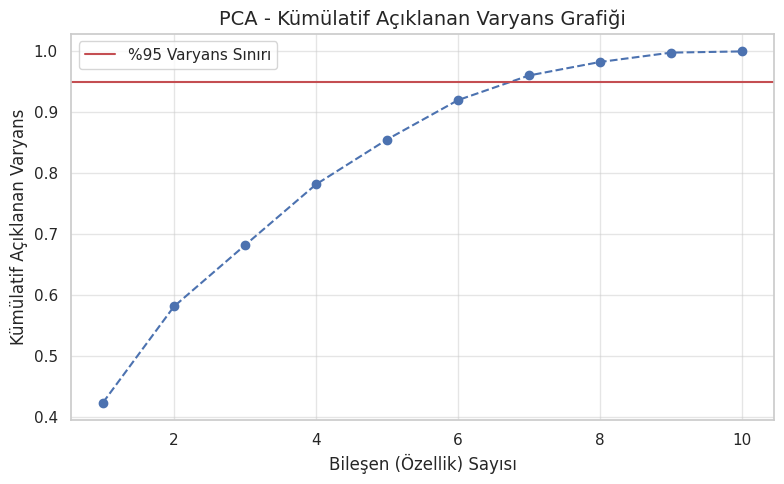 PCA - Kümülatif Açıklanan Varyans Grafiği
%95 Varyans Sınırı
Kümülatif Açıklanan Varyans
1.0
0.9
0.8
0.7
0.6
0.5
0.4
2 4 6 8 10
Bileşen (Özellik) Sayısı